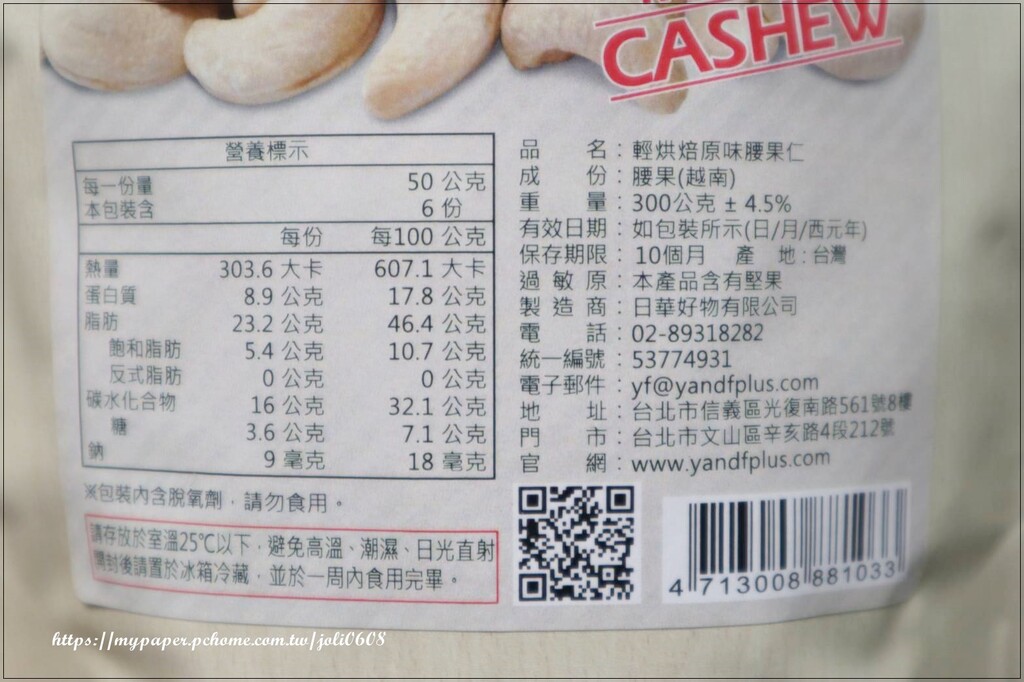 CASHEW
營養標示
每一份量 50 公克
本包裝含 6 份
每份 每100 公克
熱量 303.6 大卡 607.1 大卡
蛋白質 8.9 公克 17.8 公克
脂肪 23.2 公克 46.4 公克
飽和脂肪 5.4 公克 10.7 公克
反式脂肪 0 公克 0 公克
碳水化合物 16 公克 32.1 公克
糖 3.6 公克 7.1 公克
鈉 9 毫克 18 毫克
※包裝內含脫氧劑，請勿食用。
請存放於室溫25℃以下，避免高溫、潮濕、日光直射
開封後請置於冰箱冷藏，並於一周內食用完畢。
品名：輕烘焙原味腰果仁
成份：腰果(越南)
重量：300公克 ± 4.5%
有效日期：如包裝所示(日/月/西元年)
保存期限：10個月 產地：台灣
過敏原：本產品含有堅果
製造商：日華好物有限公司
電話：02-89318282
統一編號：53774931
電子郵件：yf@yandfplus.com
地址：台北市信義區光復南路561號8樓
門市：台北市文山區辛亥路4段212號
官網：www.yandfplus.com
4 713008 881033
https://mypaper.pchome.com.tw/joli0608